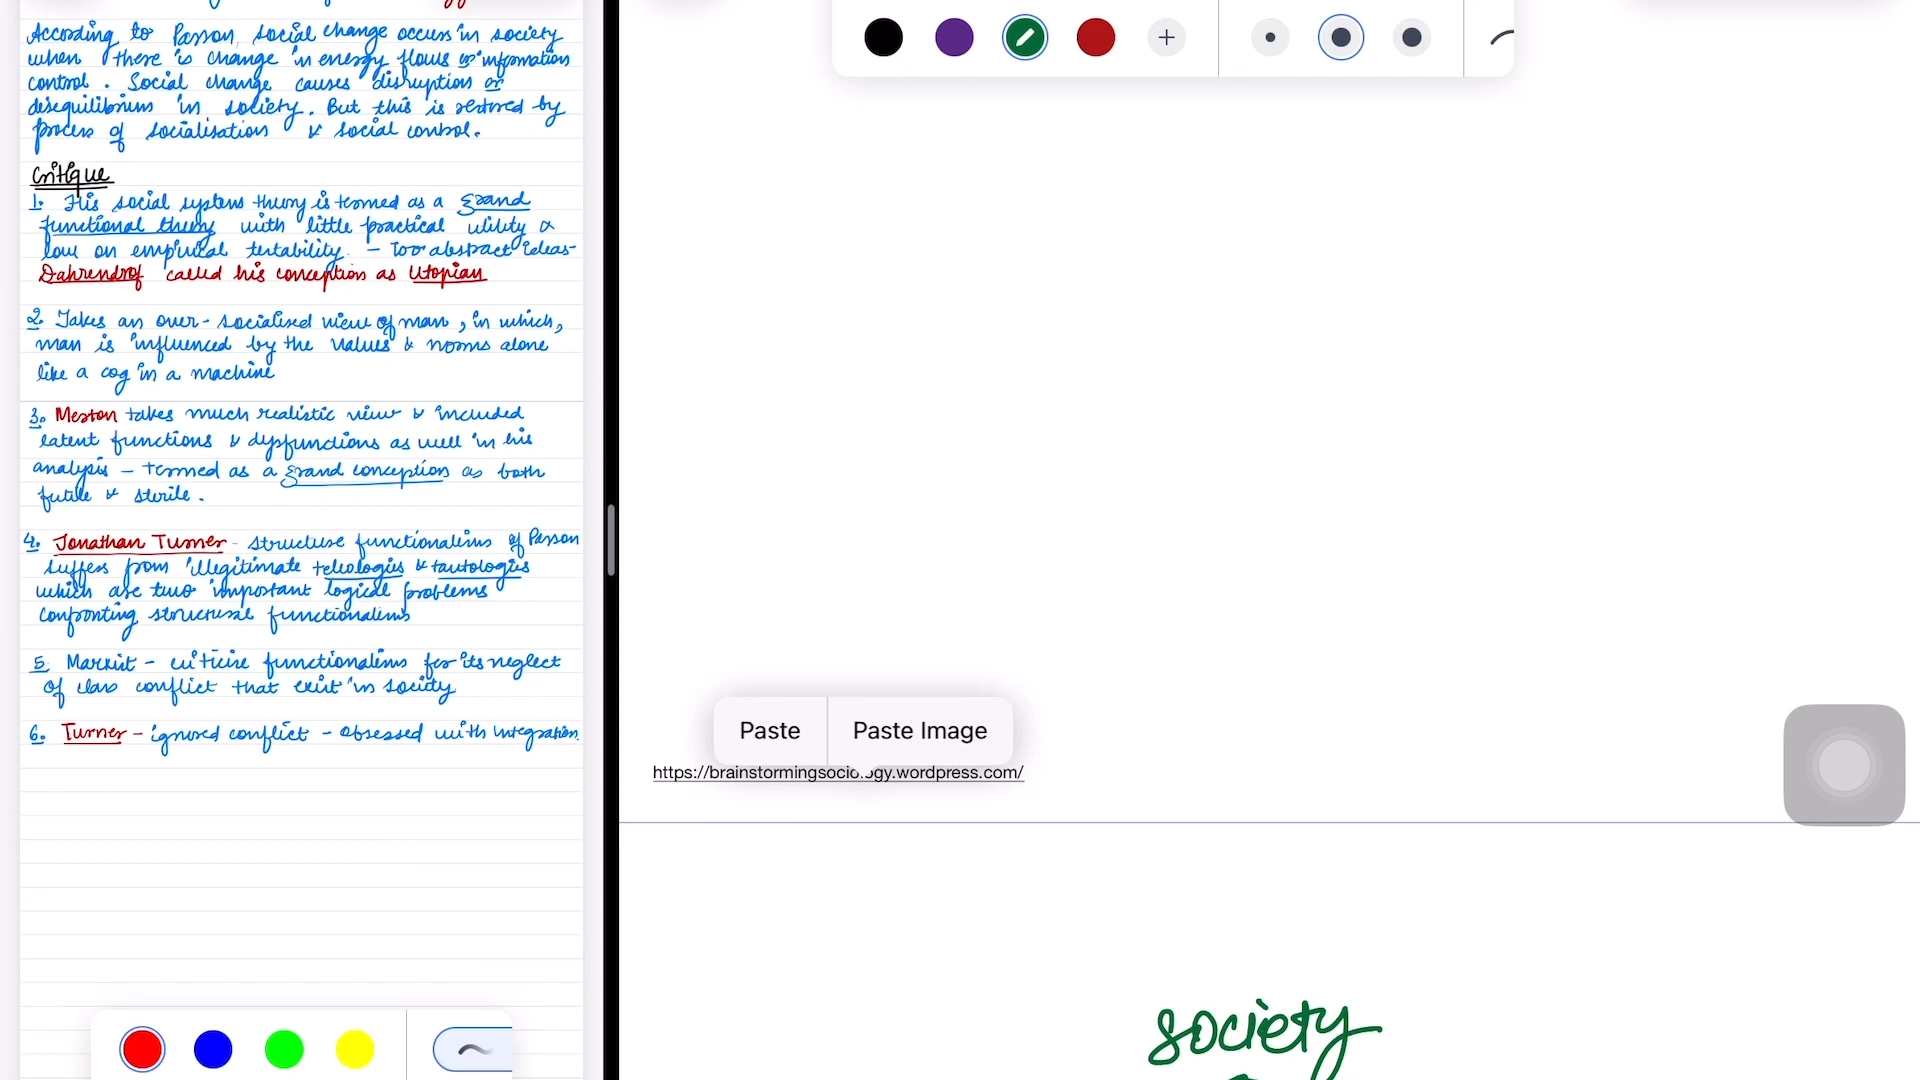 According to Parson, social change occurs in society
when there is change in energy flows or information
control. Social change causes disruption or
disequilibrium in society. But this is restored by
process of socialisation & social control.
Critique
1. His social system theory is termed as a grand
functional theory with little practical utility &
low on empirical testability. - Too abstract ideas-
Dahrendrof called his conception as Utopian
2. Takes an over-socialised view of man, in which,
man is influenced by the values & norms alone
like a cog in a machine
3. Merton takes much realistic view & included
latent functions & dysfunctions as well in his
analysis - termed as a grand conception as both
futile & sterile.
4. Jonathan Turner - structure functionalism of Parson
suffers from illegitimate teleologies & tautologies
which are two important logical problems
confronting structural functionalism
5. Marxist - criticise functionalism for its neglect
of class conflict that exist in society
6. Turner - ignored conflict - obsessed with integration.
Paste Paste Image
https://brainstormingsociology.wordpress.com/
society